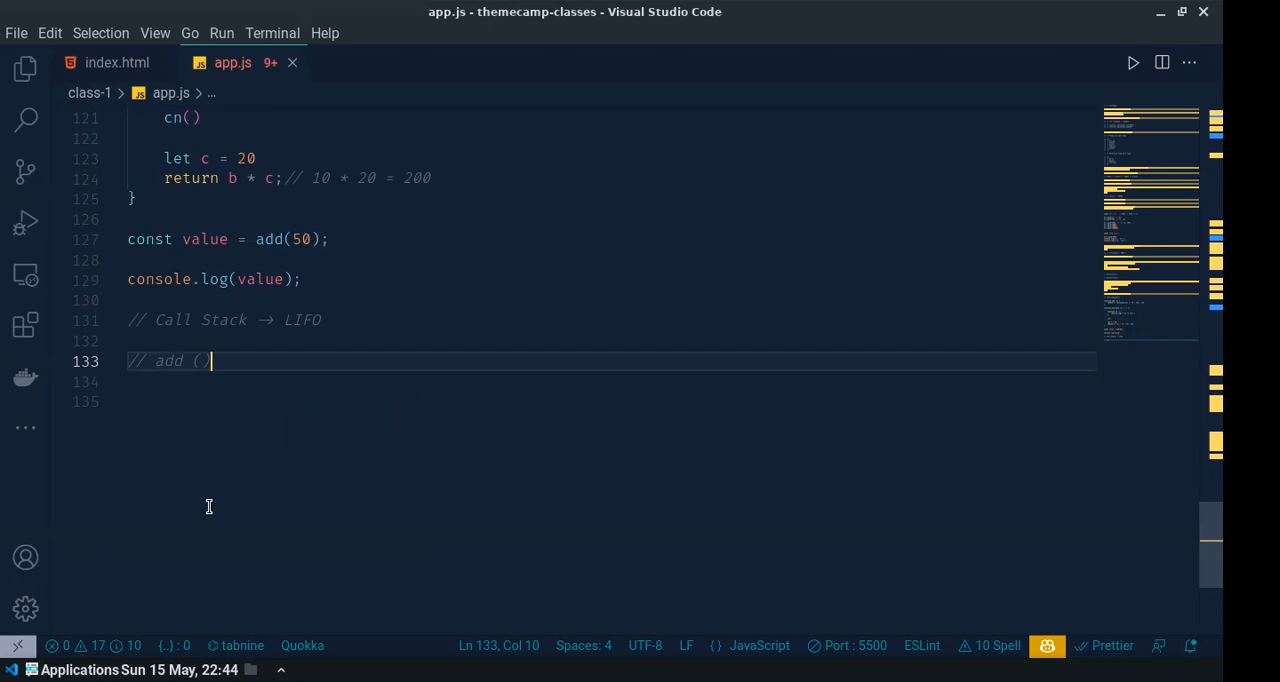 app.js - themecamp-classes - Visual Studio Code
File Edit Selection View Go Run Terminal Help
index.html app.js 9+
class-1 > app.js > ...
121 cn()
122
123 let c = 20
124 return b * c;// 10 * 20 = 200
125 }
126
127 const value = add(50);
128
129 console.log(value);
130
131 // Call Stack → LIFO
132
133 // add ()
134
135
0 17 10 {..} : 0 tabnine Quokka Ln 133, Col 10 Spaces: 4 UTF-8 LF {} JavaScript Port : 5500 ESLint 10 Spell Prettier
Applications Sun 15 May, 22:44